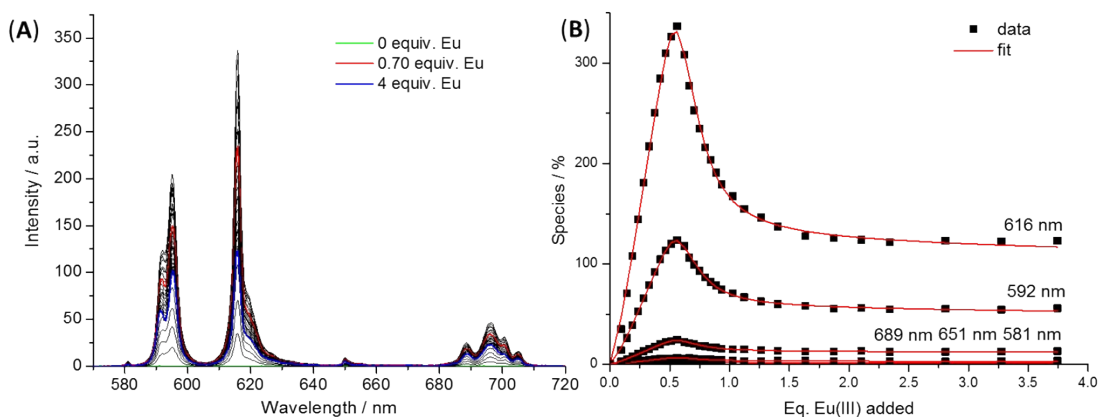 (A)
350
300
250
200
150
100
50
0
Intensity / a.u.
580 600 620 640 660 680 700 720
Wavelength / nm
0 equiv. Eu
0.70 equiv. Eu
4 equiv. Eu
(B)
300
200
100
0
Species / %
0.0 0.5 1.0 1.5 2.0 2.5 3.0 3.5 4.0
Eq. Eu(III) added
data
fit
616 nm
592 nm
689 nm 651 nm 581 nm